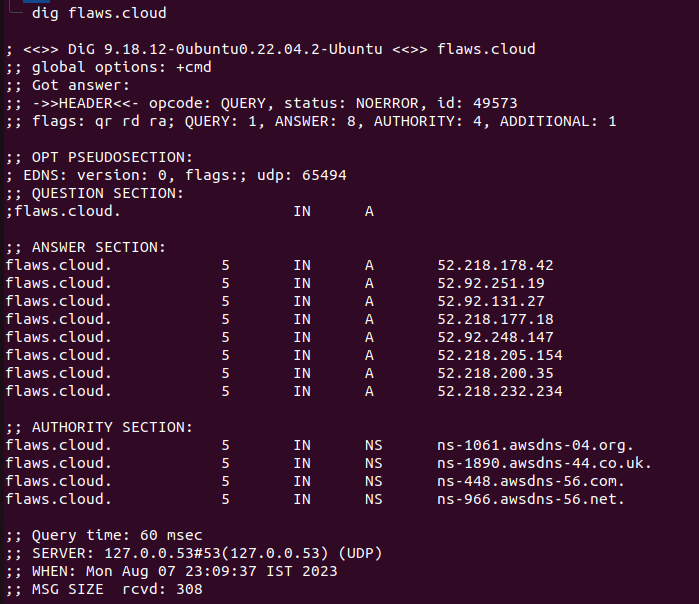 dig flaws.cloud
; <<>> DiG 9.18.12-0ubuntu0.22.04.2-Ubuntu <<>> flaws.cloud
;; global options: +cmd
;; Got answer:
;; ->>HEADER<<- opcode: QUERY, status: NOERROR, id: 49573
;; flags: qr rd ra; QUERY: 1, ANSWER: 8, AUTHORITY: 4, ADDITIONAL: 1
;; OPT PSEUDOSECTION:
; EDNS: version: 0, flags:; udp: 65494
;; QUESTION SECTION:
;flaws.cloud. IN A
;; ANSWER SECTION:
flaws.cloud. 5 IN A 52.218.178.42
flaws.cloud. 5 IN A 52.92.251.19
flaws.cloud. 5 IN A 52.92.131.27
flaws.cloud. 5 IN A 52.218.177.18
flaws.cloud. 5 IN A 52.92.248.147
flaws.cloud. 5 IN A 52.218.205.154
flaws.cloud. 5 IN A 52.218.200.35
flaws.cloud. 5 IN A 52.218.232.234
;; AUTHORITY SECTION:
flaws.cloud. 5 IN NS ns-1061.awsdns-04.org.
flaws.cloud. 5 IN NS ns-1890.awsdns-44.co.uk.
flaws.cloud. 5 IN NS ns-448.awsdns-56.com.
flaws.cloud. 5 IN NS ns-966.awsdns-56.net.
;; Query time: 60 msec
;; SERVER: 127.0.0.53#53(127.0.0.53) (UDP)
;; WHEN: Mon Aug 07 23:09:37 IST 2023
;; MSG SIZE rcvd: 308